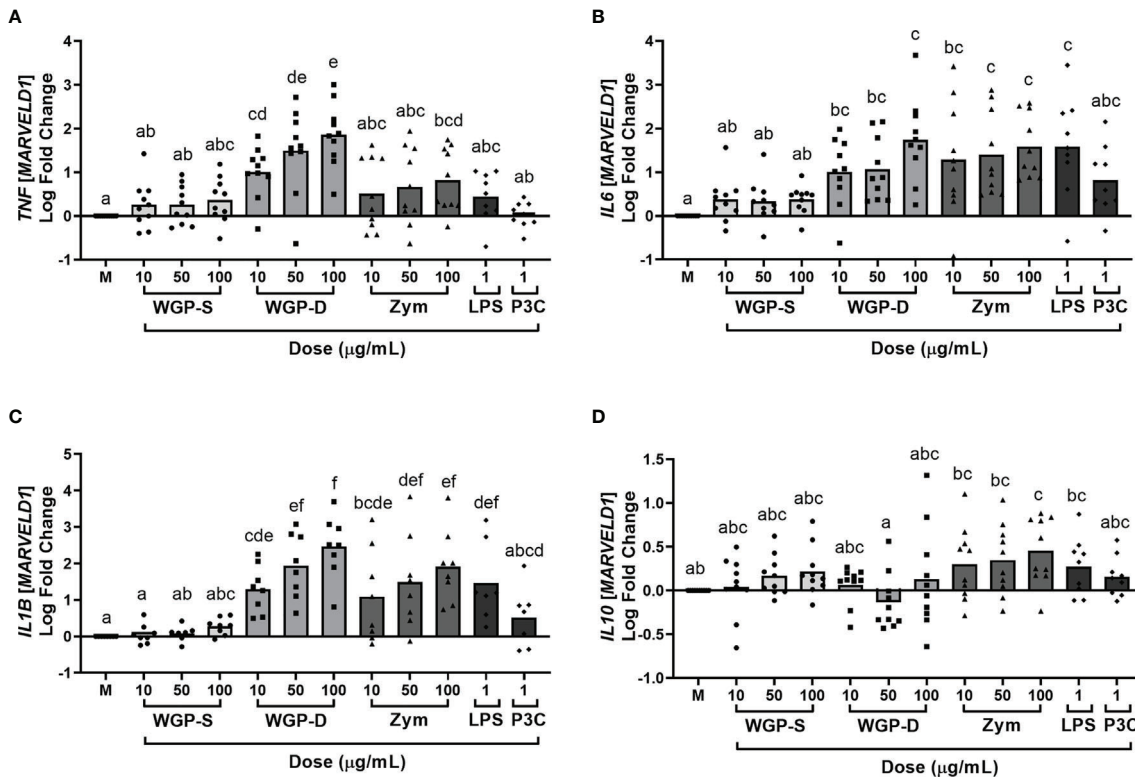 A
TNF [MARVELD1]
Log Fold Change
4
3
2
1
0
-1
a
ab
ab
abc
cd
de
e
abc
abc
bcd
abc
ab
M
10
50
100
10
50
100
10
50
100
1
1
WGP-S
WGP-D
Zym
LPS
P3C
Dose (µg/mL)
B
IL6 [MARVELD1]
Log Fold Change
4
3
2
1
0
-1
a
ab
ab
ab
bc
bc
c
bc
c
c
c
abc
M
10
50
100
10
50
100
10
50
100
1
1
WGP-S
WGP-D
Zym
LPS
P3C
Dose (µg/mL)
C
IL1B [MARVELD1]
Log Fold Change
5
4
3
2
1
0
-1
a
a
ab
abc
cde
ef
f
bcde
def
ef
def
abcd
M
10
50
100
10
50
100
10
50
100
1
1
WGP-S
WGP-D
Zym
LPS
P3C
Dose (µg/mL)
D
IL10 [MARVELD1]
Log Fold Change
1.5
1.0
0.5
0.0
-0.5
-1.0
ab
abc
abc
abc
abc
a
abc
bc
bc
c
bc
abc
M
10
50
100
10
50
100
10
50
100
1
1
WGP-S
WGP-D
Zym
LPS
P3C
Dose (µg/mL)